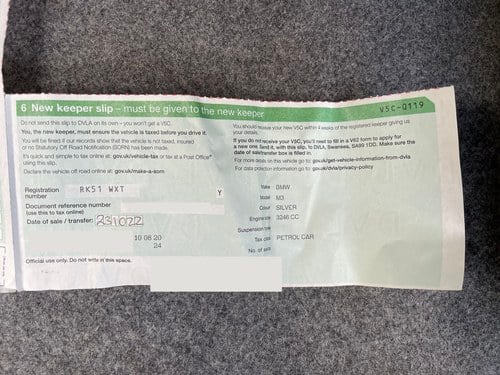 6 New keeper slip – must be given to the new keeper
V5C-Q119
Do not send this slip to DVLA on its own – you won't get a V5C.
You, the new keeper, must ensure the vehicle is taxed before you drive it.
You will be fined if our records show that the vehicle is not taxed, insured
or no Statutory Off Road Notification (SORN) has been made.
It's quick and simple to tax online at: gov.uk/vehicle-tax or tax at a Post Office®
using this slip.
Declare the vehicle off road online at: gov.uk/make-a-sorn
You should receive your new V5C within 4 weeks of the registered keeper giving us
your details.
If you do not receive your V5C, you'll need to fill in a V62 form to apply for
a new one. Send it, with this slip, to DVLA, Swansea, SA99 1DD. Make sure the
date of sale/transfer box is filled in.
For more details on this vehicle go to: gov.uk/get-vehicle-information-from-dvla
For data protection information go to: gov.uk/dvla/privacy-policy
Registration
number
RK51 WXT
Y
Document reference number
(use this to tax online)
Date of sale / transfer:
231022
10 08 20
24
Make BMW
Model M3
Colour SILVER
Engine size 3246 CC
Suspension type
Tax class PETROL CAR
No. of
Official use only. Do not write in this space.